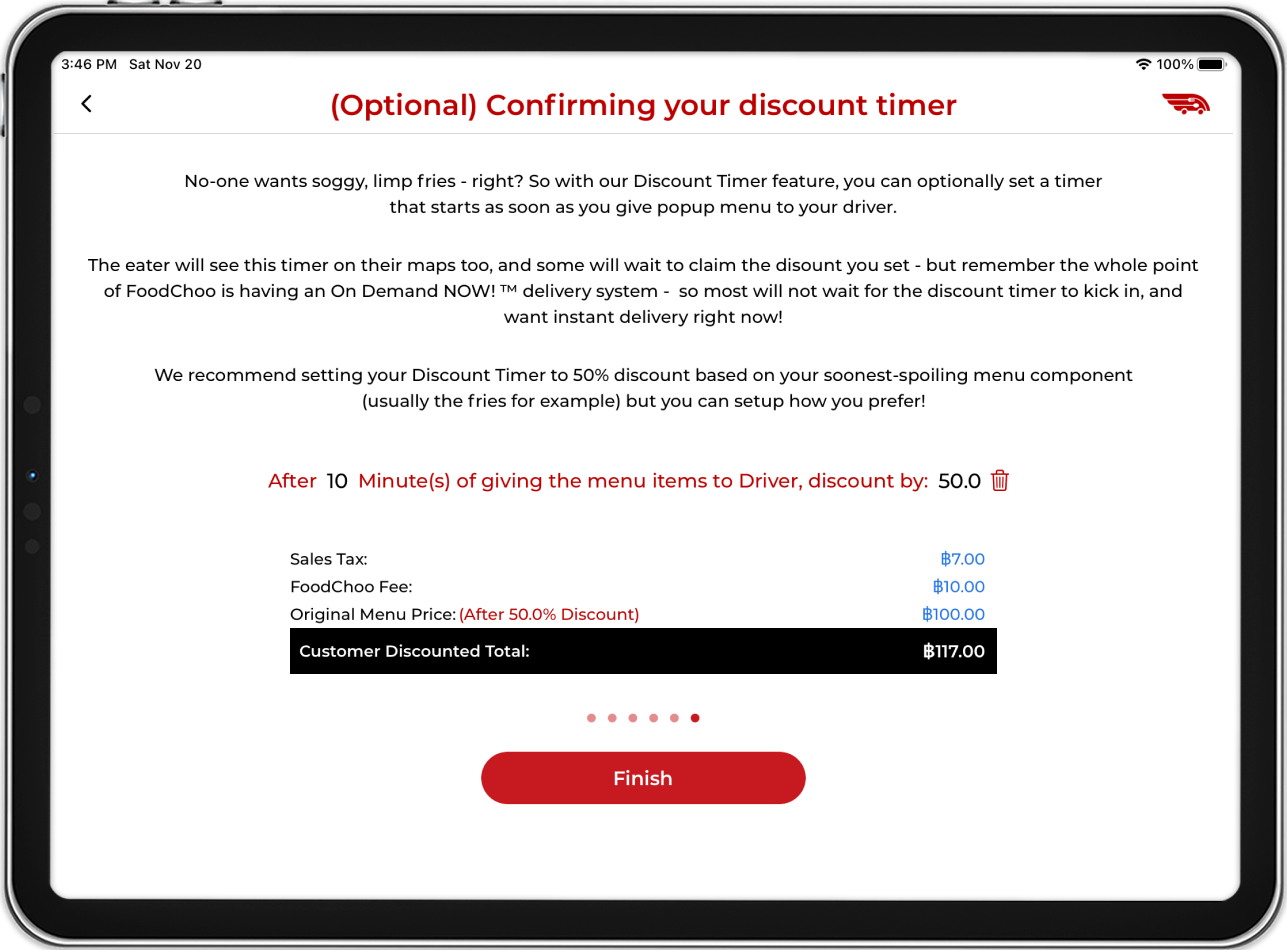 3:46 PM Sat Nov 20
100%
(Optional) Confirming your discount timer
No-one wants soggy, limp fries - right? So with our Discount Timer feature, you can optionally set a timer
that starts as soon as you give popup menu to your driver.
The eater will see this timer on their maps too, and some will wait to claim the disount you set - but remember the whole point
of FoodChoo is having an On Demand NOW! ™ delivery system - so most will not wait for the discount timer to kick in, and
want instant delivery right now!
We recommend setting your Discount Timer to 50% discount based on your soonest-spoiling menu component
(usually the fries for example) but you can setup how you prefer!
After 10 Minute(s) of giving the menu items to Driver, discount by: 50.0
Sales Tax: ฿7.00
FoodChoo Fee: ฿10.00
Original Menu Price: (After 50.0% Discount) ฿100.00
Customer Discounted Total: ฿117.00
Finish